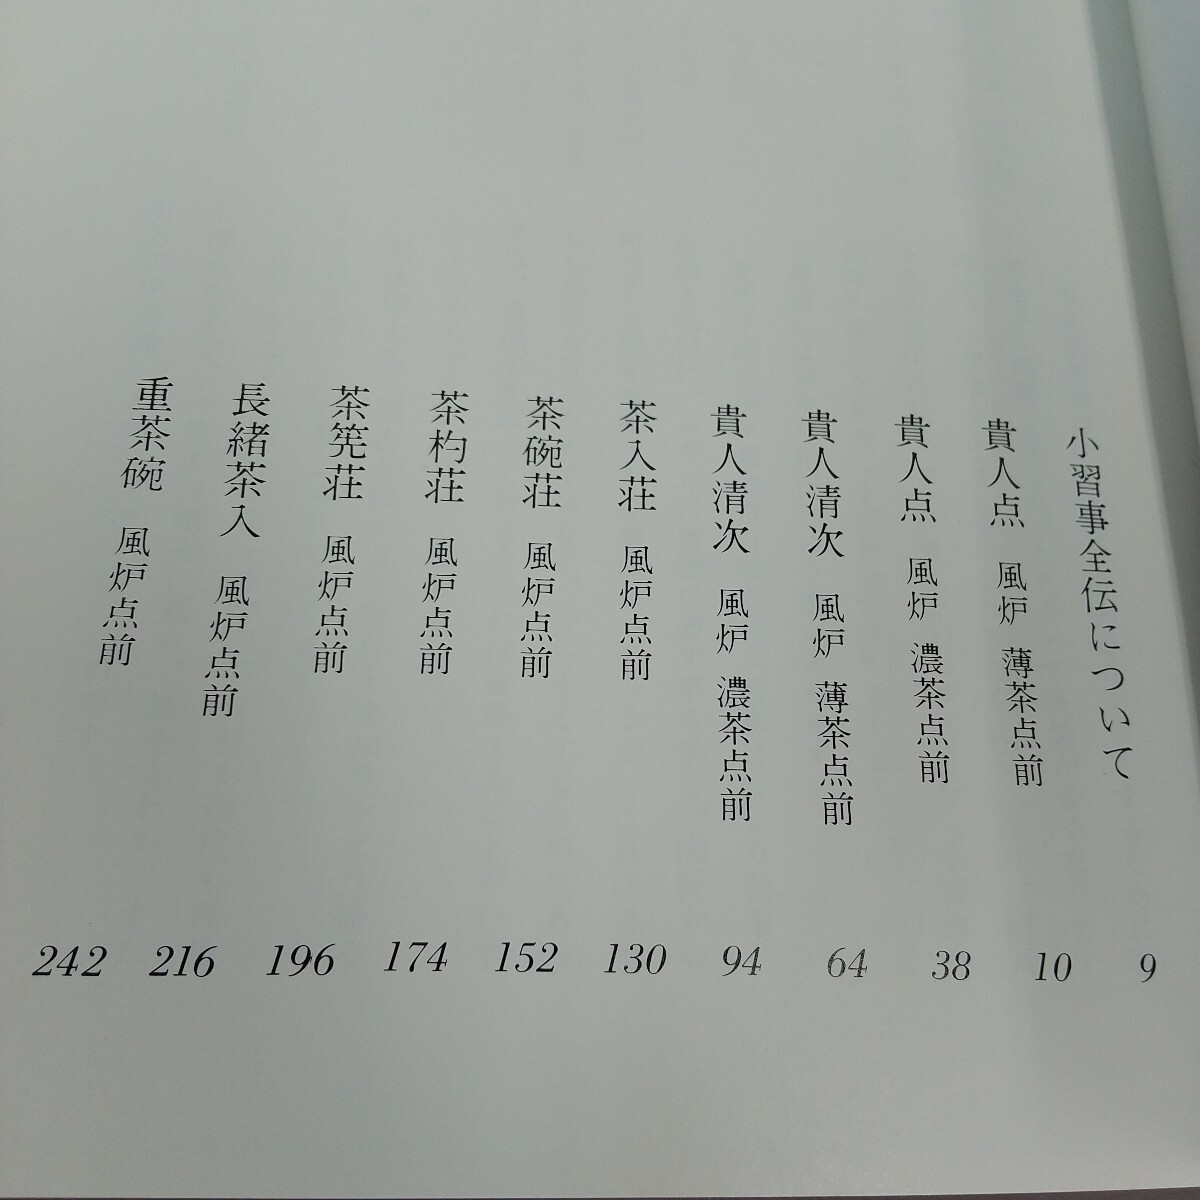 小習事全伝について 9
貴人点 風炉 薄茶点前 10
貴人点 風炉 濃茶点前 38
貴人清次 風炉 薄茶点前 64
貴人清次 風炉 濃茶点前 94
茶入荘 風炉点前 130
茶碗荘 風炉点前 152
茶杓荘 風炉点前 174
茶筅荘 風炉点前 196
長緒茶入 風炉点前 216
重茶碗 風炉点前 242